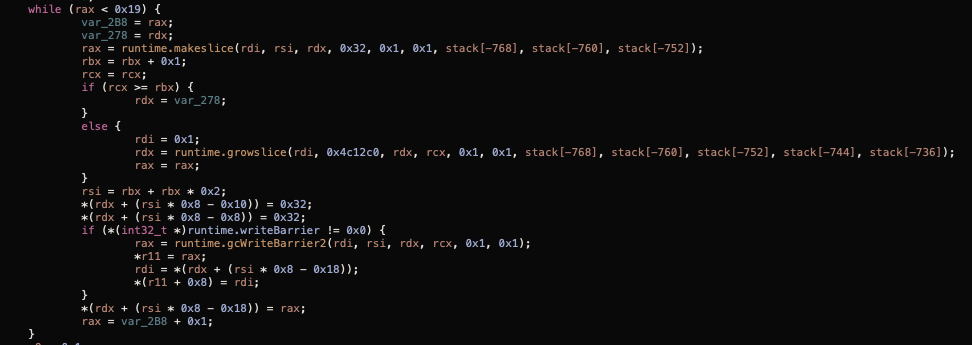 while (rax < 0x19) {
var_2B8 = rax;
var_278 = rdx;
rax = runtime.makeslice(rdi, rsi, rdx, 0x32, 0x1, 0x1, stack[-768], stack[-760], stack[-752]);
rbx = rbx + 0x1;
rcx = rcx;
if (rcx >= rbx) {
rdx = var_278;
}
else {
rdi = 0x1;
rdx = runtime.growslice(rdi, 0x4c12c0, rdx, rcx, 0x1, 0x1, stack[-768], stack[-760], stack[-752], stack[-744], stack[-736]);
rax = rax;
}
rsi = rbx + rbx * 0x2;
*(rdx + (rsi * 0x8 - 0x10)) = 0x32;
*(rdx + (rsi * 0x8 - 0x8)) = 0x32;
if (*(int32_t *)runtime.writeBarrier != 0x0) {
rax = runtime.gcWriteBarrier2(rdi, rsi, rdx, rcx, 0x1, 0x1);
*r11 = rax;
rdi = *(rdx + (rsi * 0x8 - 0x18));
*(r11 + 0x8) = rdi;
}
*(rdx + (rsi * 0x8 - 0x18)) = rax;
rax = var_2B8 + 0x1;
}